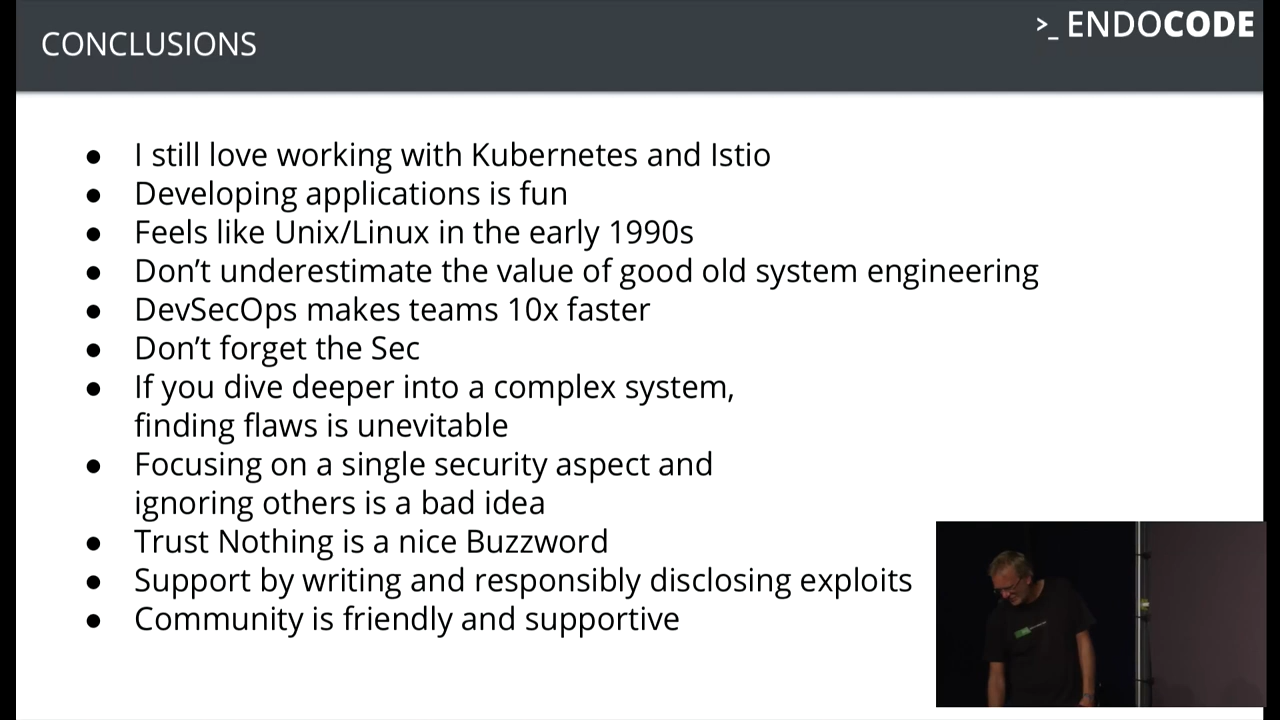 CONCLUSIONS
>_ ENDOCODE
● I still love working with Kubernetes and Istio
● Developing applications is fun
● Feels like Unix/Linux in the early 1990s
● Don’t underestimate the value of good old system engineering
● DevSecOps makes teams 10x faster
● Don’t forget the Sec
● If you dive deeper into a complex system,
finding flaws is unevitable
● Focusing on a single security aspect and
ignoring others is a bad idea
● Trust Nothing is a nice Buzzword
● Support by writing and responsibly disclosing exploits
● Community is friendly and supportive